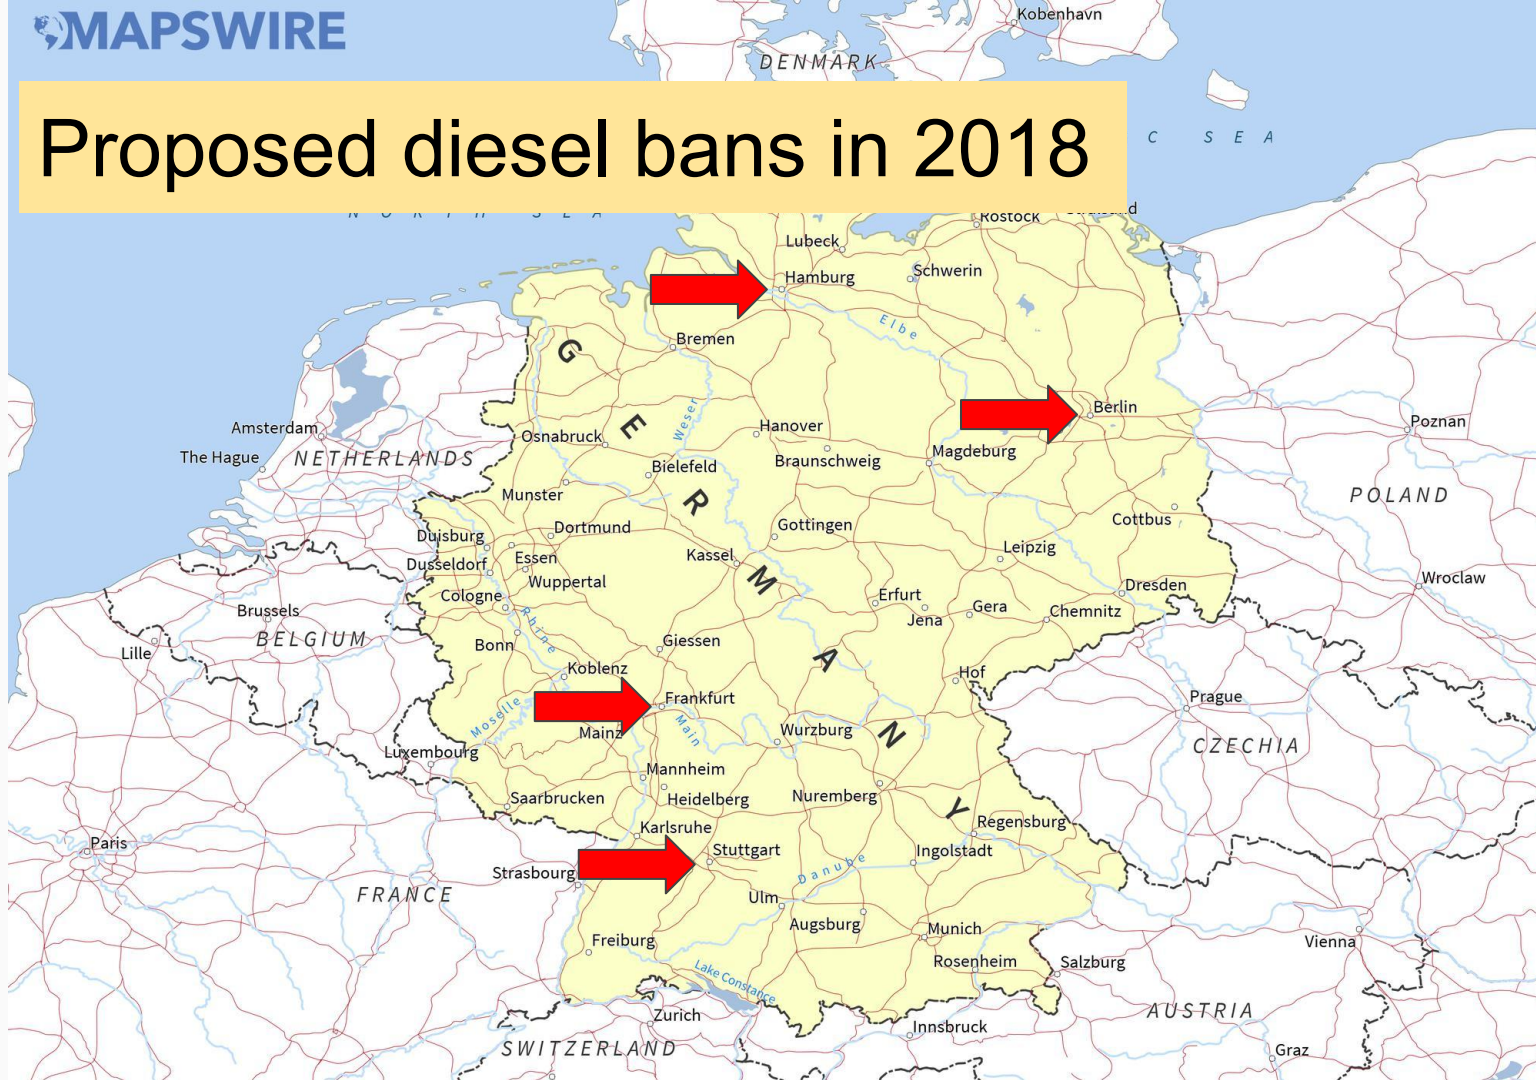 MAPSWIRE
Kobenhavn
DENMARK
Proposed diesel bans in 2018
C SEA
NORTH SEA
Rostock
Lubeck
Hamburg
Schwerin
Elbe
Bremen
GERMANY
Weser
Berlin
Amsterdam
Osnabruck
Hanover
Poznan
The Hague
NETHERLANDS
Bielefeld
Braunschweig
Magdeburg
Munster
POLAND
Dortmund
Gottingen
Cottbus
Duisburg
Essen
Kassel
Leipzig
Dusseldorf
Wuppertal
Dresden
Wroclaw
Cologne
Erfurt
Gera
Chemnitz
Brussels
Rhine
Jena
BELGIUM
Bonn
Giessen
Lille
Koblenz
Hof
Frankfurt
Prague
Moselle
Main
Mainz
Wurzburg
Luxembourg
CZECHIA
Mannheim
Saarbrucken
Heidelberg
Nuremberg
Karlsruhe
Regensburg
Paris
Stuttgart
Ingolstadt
Strasbourg
Danube
FRANCE
Ulm
Augsburg
Munich
Freiburg
Vienna
Rosenheim
Salzburg
Lake Constance
Zurich
AUSTRIA
Innsbruck
SWITZERLAND
Graz